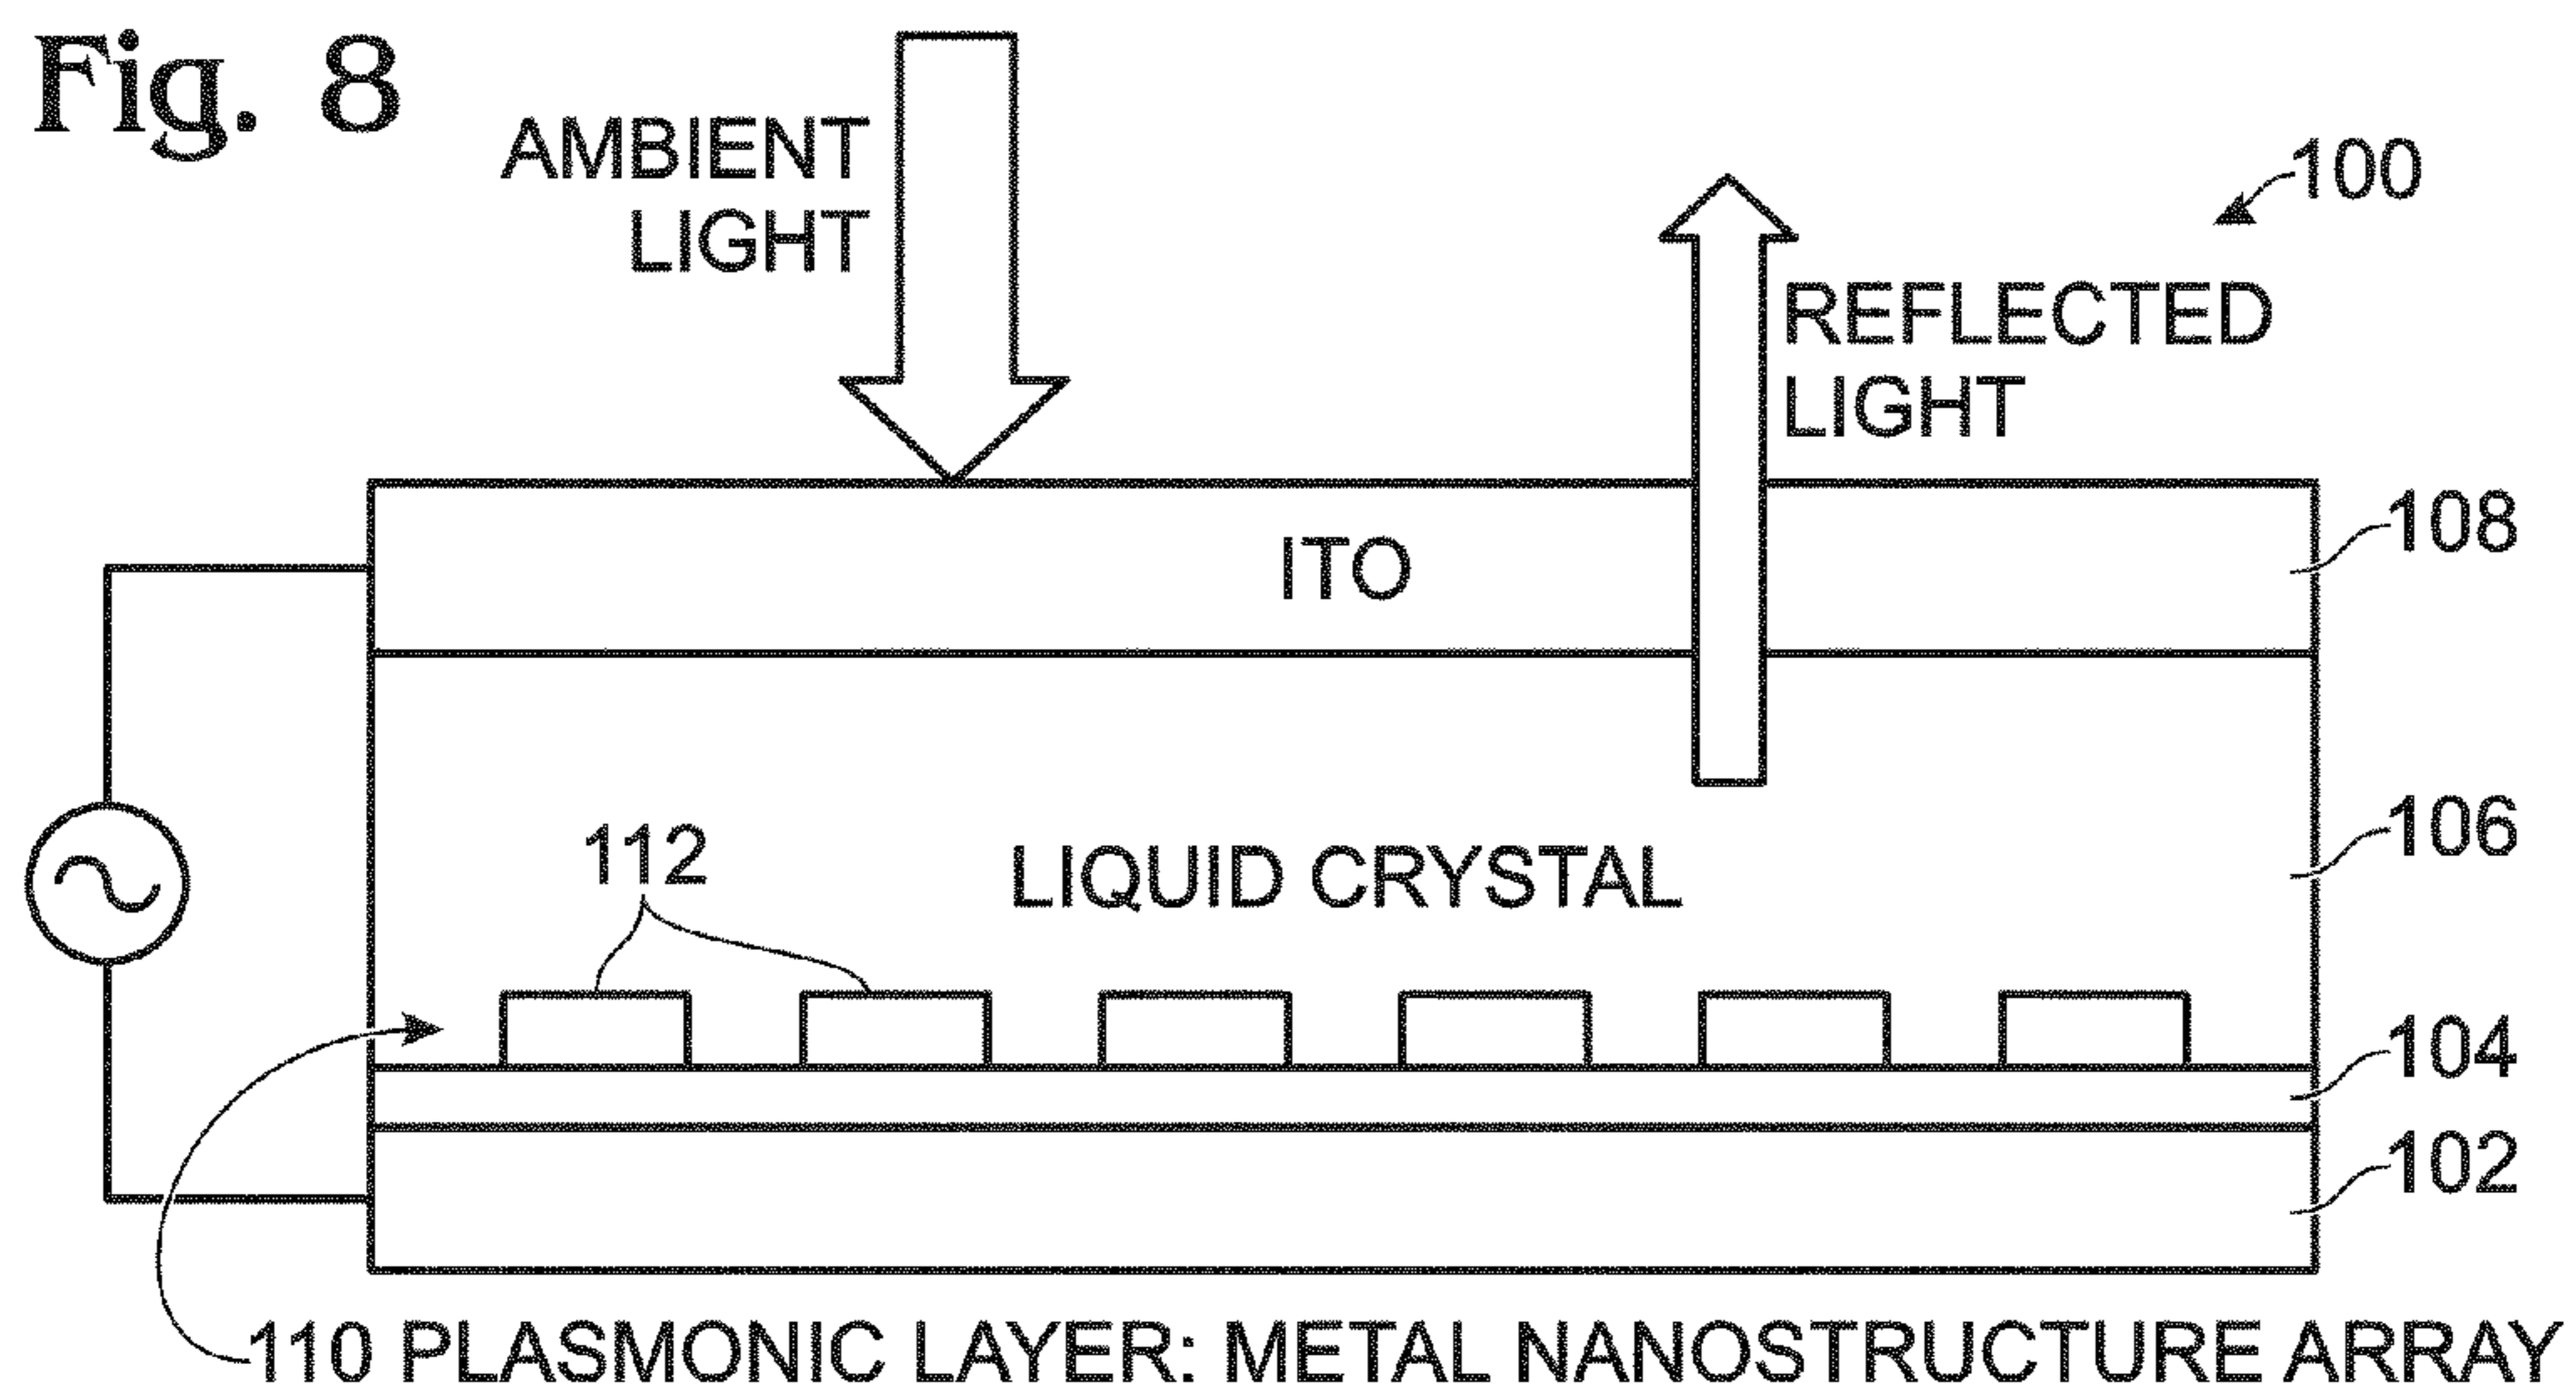 Fig. 8
AMBIENT
LIGHT
100
REFLECTED
LIGHT
108
ITO
106
112
LIQUID CRYSTAL
104
102
110 PLASMONIC LAYER: METAL NANOSTRUCTURE ARRAY